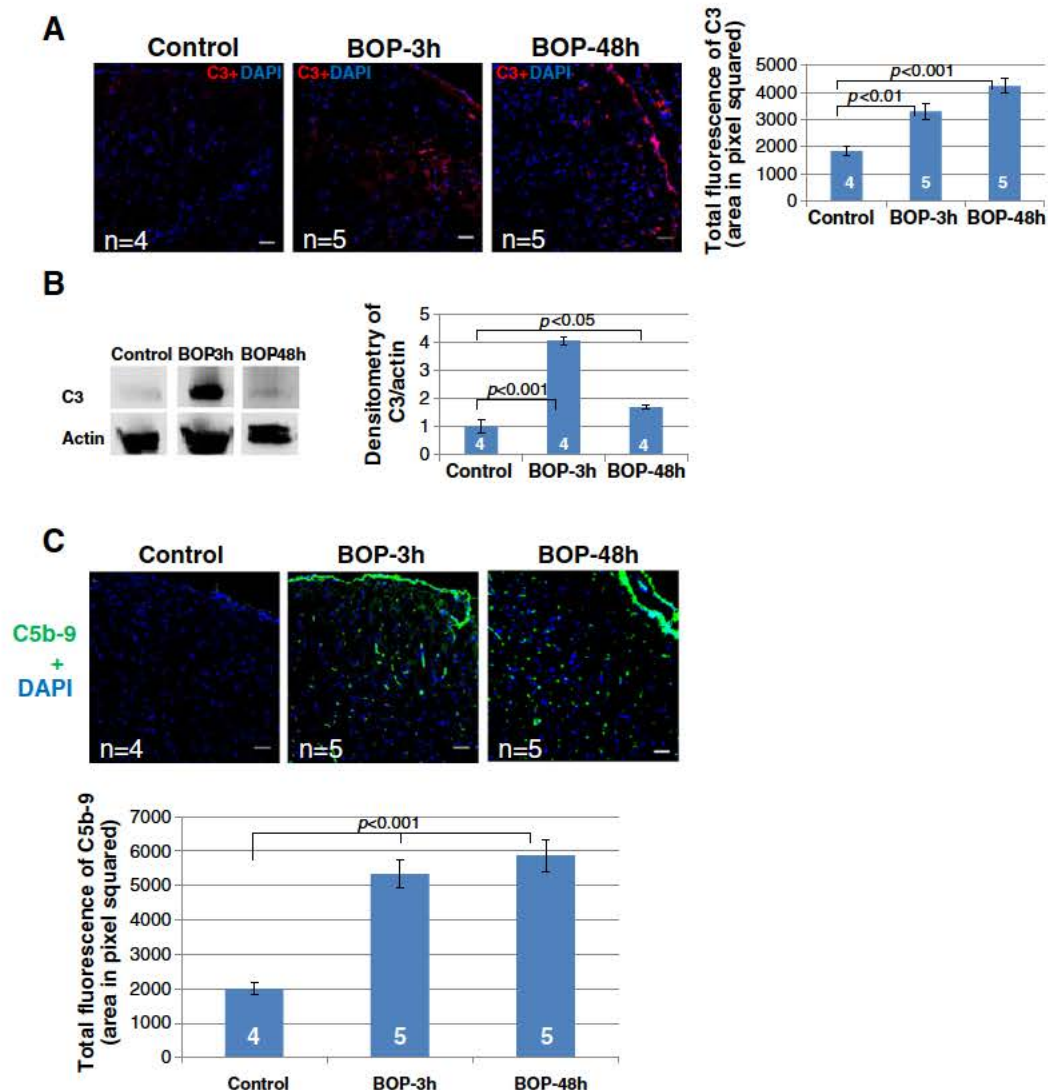 A
Control
BOP-3h
BOP-48h
C3+DAPI
C3+DAPI
C3+DAPI
n=4
n=5
n=5
Total fluorescence of C3
(area in pixel squared)
5000
4000
3000
2000
1000
0
p<0.001
p<0.01
4
5
5
Control
BOP-3h
BOP-48h
B
Control BOP3h BOP48h
C3
Actin
Densitometry of
C3/actin
5
4
3
2
1
0
p<0.05
p<0.001
4
4
4
Control
BOP-3h
BOP-48h
C
Control
BOP-3h
BOP-48h
C5b-9
+
DAPI
n=4
n=5
n=5
Total fluorescence of C5b-9
(area in pixel squared)
7000
6000
5000
4000
3000
2000
1000
0
p<0.001
4
5
5
Control
BOP-3h
BOP-48h